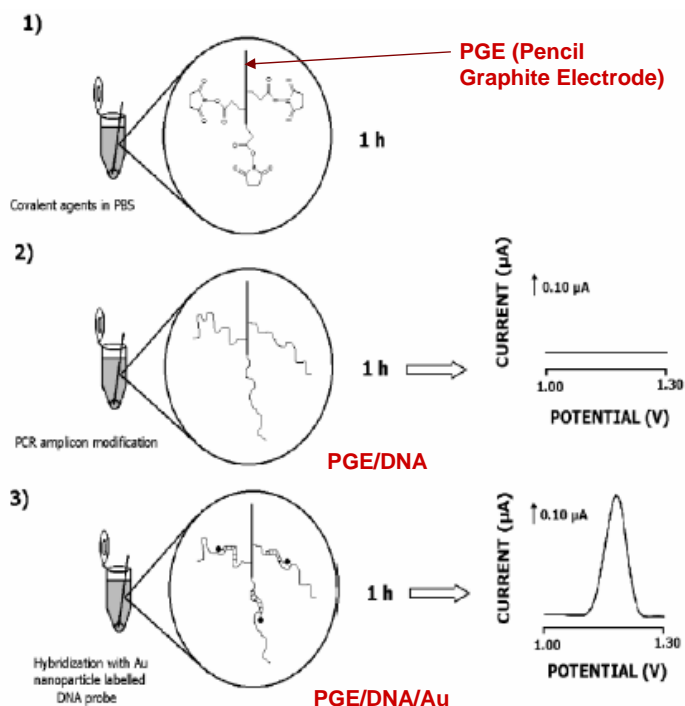 1)
PGE (Pencil
Graphite Electrode)
1 h
Covalent agents in PBS
2)
CURRENT (µA)
0.10 µA
1 h
1.00
1.30
POTENTIAL (V)
PCR amplicon modification
PGE/DNA
3)
CURRENT (µA)
0.10 µA
1 h
1.00
1.30
POTENTIAL (V)
Hybridization with Au
nanoparticle labelled
DNA probe
PGE/DNA/Au